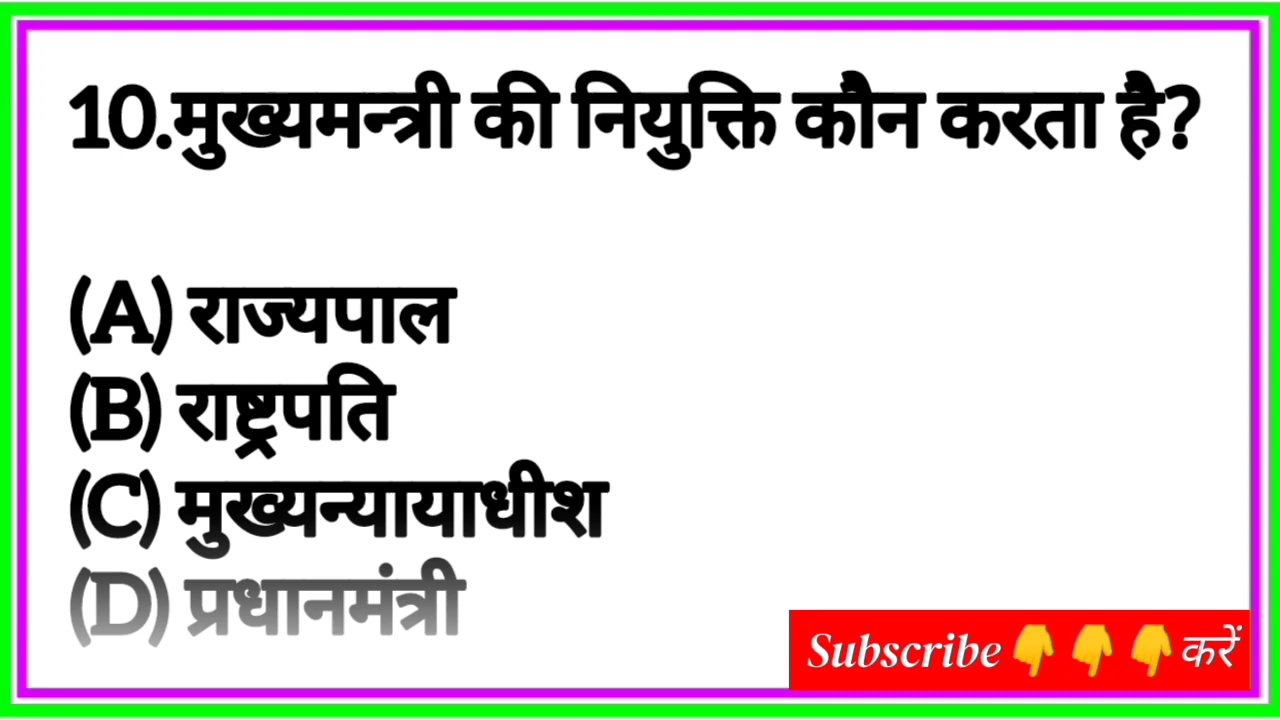 10.मुख्यमन्त्री की नियुक्ति कौन करता है?
(A) राज्यपाल
(B) राष्ट्रपति
(C) मुख्यन्यायाधीश
(D) प्रधानमंत्री
Subscribe 👇 👇 👇 करें